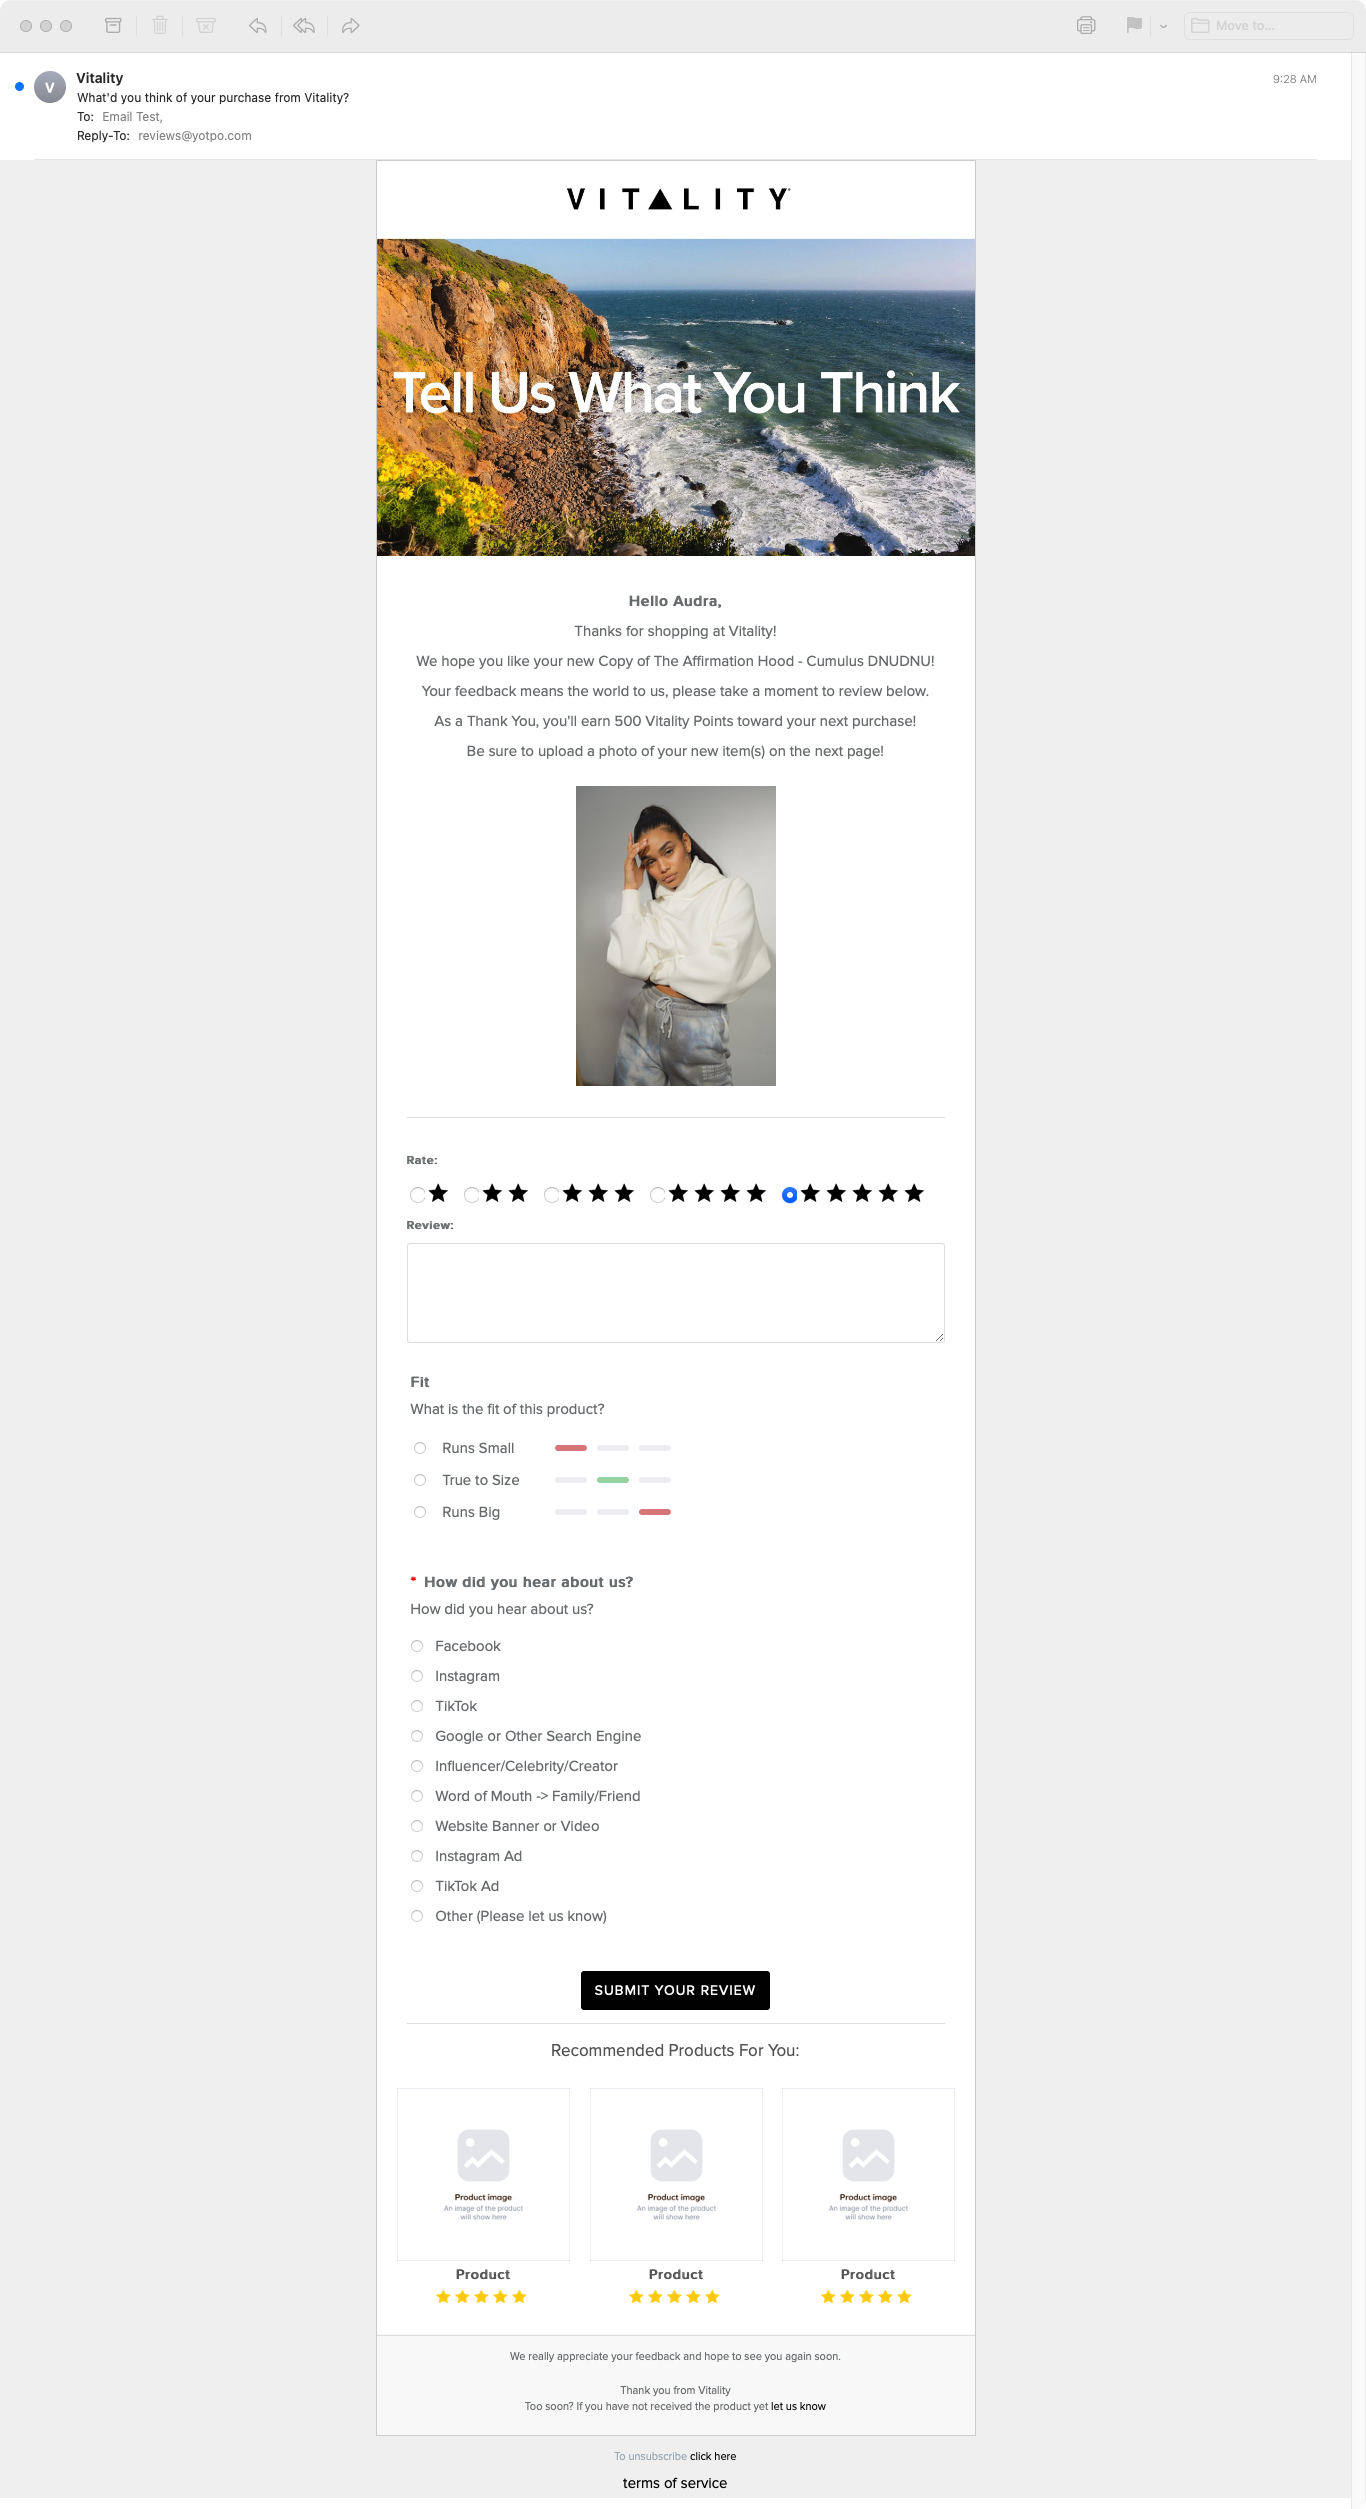 Move to...
V
Vitality
9:28 AM
What'd you think of your purchase from Vitality?
To: Email Test,
Reply-To: reviews@yotpo.com
VITALITY
Tell Us What You Think
Hello Audra,
Thanks for shopping at Vitality!
We hope you like your new Copy of The Affirmation Hood - Cumulus DNUDNU!
Your feedback means the world to us, please take a moment to review below.
As a Thank You, you'll earn 500 Vitality Points toward your next purchase!
Be sure to upload a photo of your new item(s) on the next page!
Rate:
Review:
Fit
What is the fit of this product?
Runs Small
True to Size
Runs Big
* How did you hear about us?
How did you hear about us?
Facebook
Instagram
TikTok
Google or Other Search Engine
Influencer/Celebrity/Creator
Word of Mouth -> Family/Friend
Website Banner or Video
Instagram Ad
TikTok Ad
Other (Please let us know)
SUBMIT YOUR REVIEW
Recommended Products For You:
Product image
An image of the product
will show here
Product
Product image
An image of the product
will show here
Product
Product image
An image of the product
will show here
Product
We really appreciate your feedback and hope to see you again soon.
Thank you from Vitality
Too soon? If you have not received the product yet let us know
To unsubscribe click here
terms of service